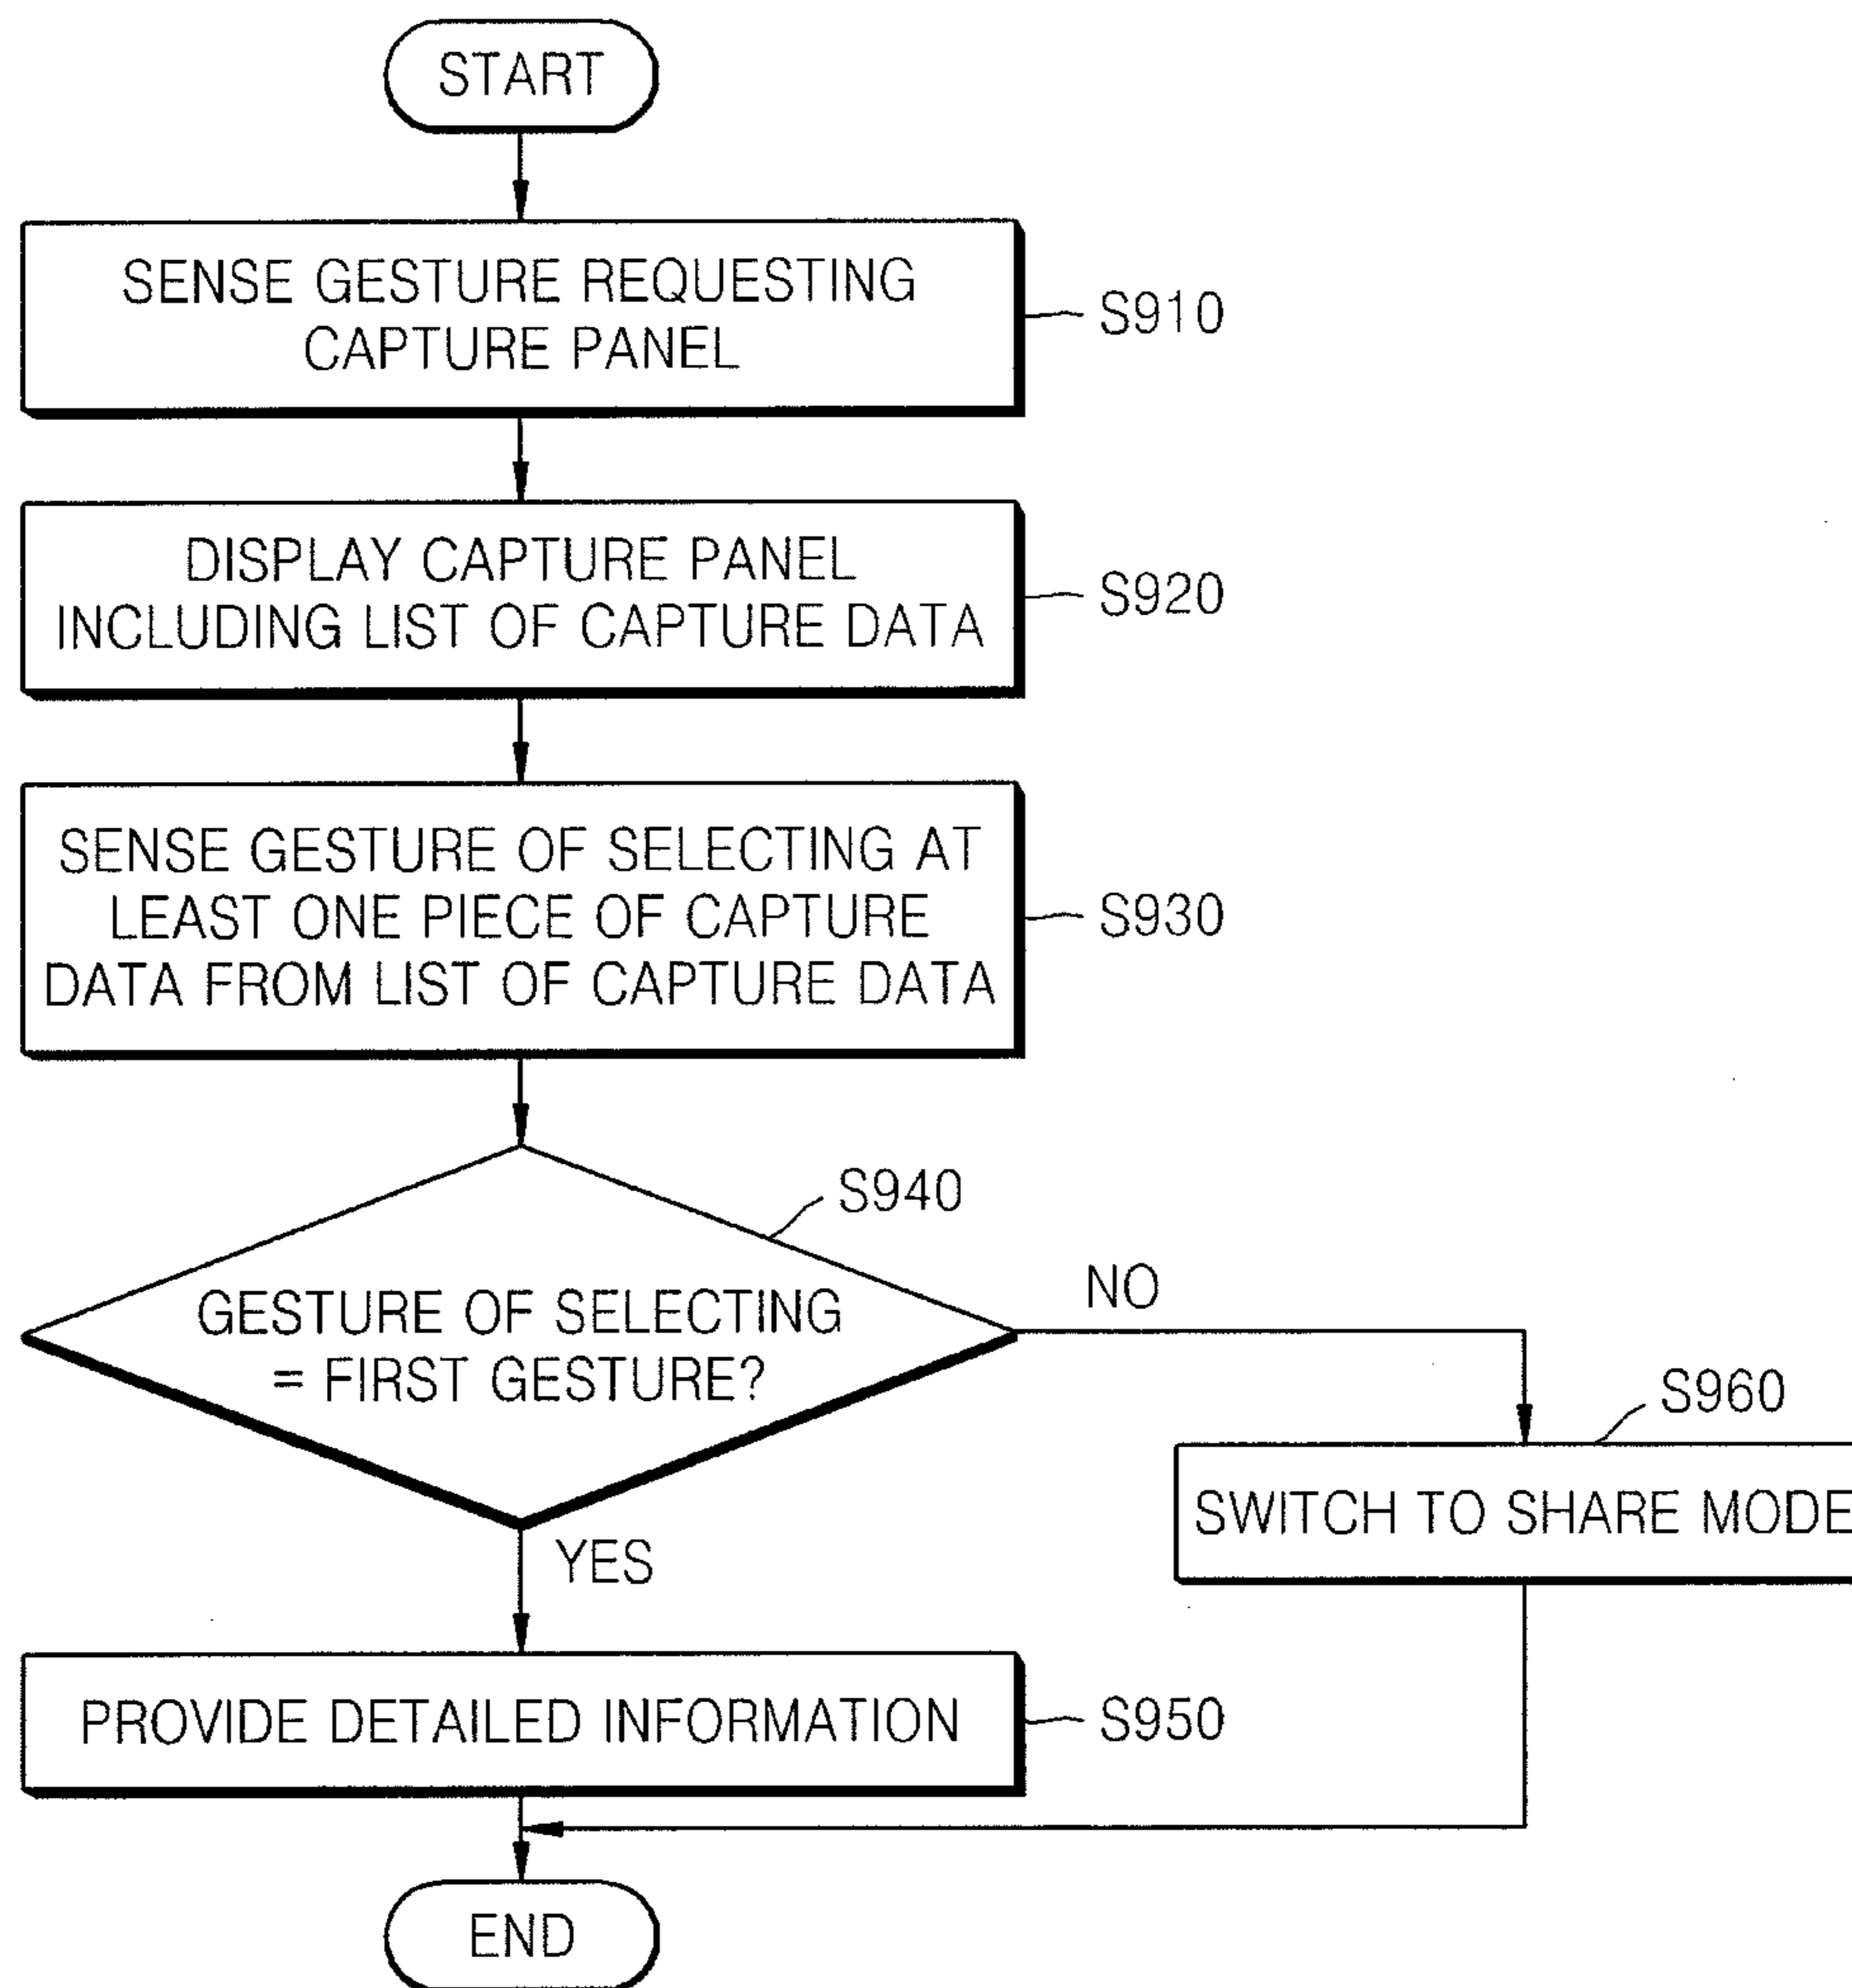 START
SENSE GESTURE REQUESTING
CAPTURE PANEL
S910
DISPLAY CAPTURE PANEL
INCLUDING LIST OF CAPTURE DATA
S920
SENSE GESTURE OF SELECTING AT
LEAST ONE PIECE OF CAPTURE
DATA FROM LIST OF CAPTURE DATA
S930
S940
GESTURE OF SELECTING
= FIRST GESTURE?
NO
YES
S960
SWITCH TO SHARE MODE
PROVIDE DETAILED INFORMATION
S950
END